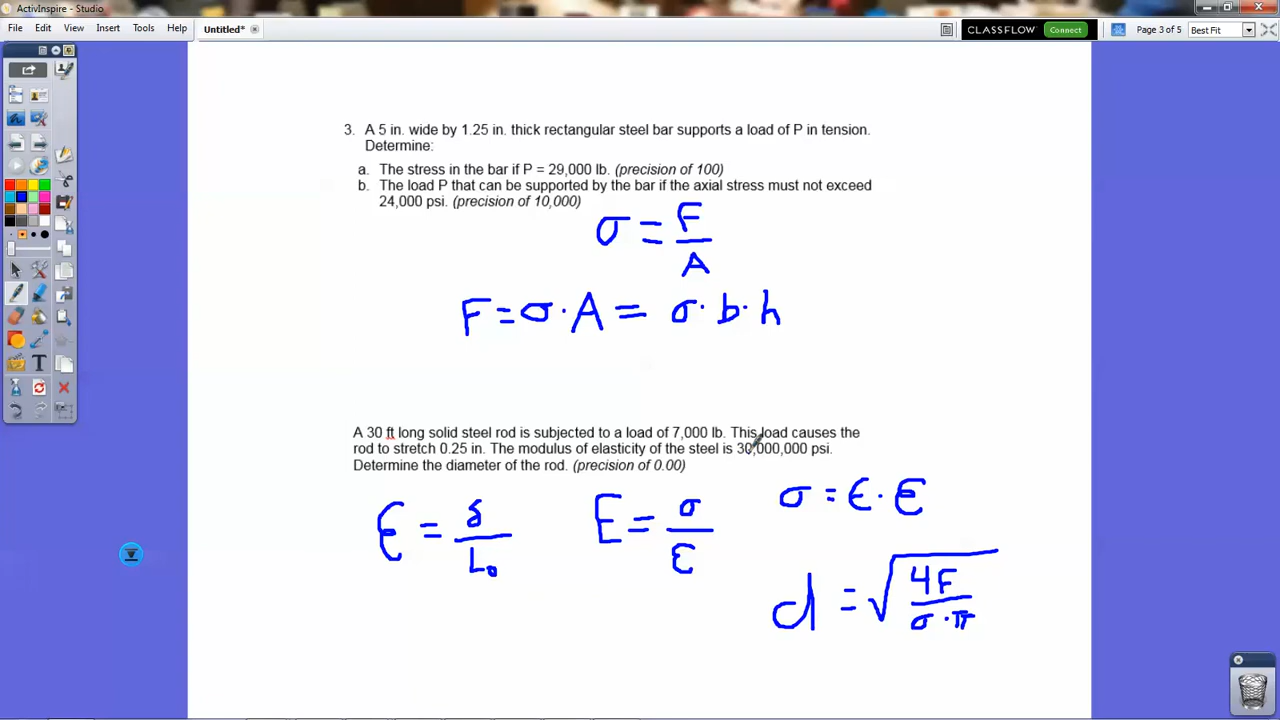 ActivInspire - Studio
File Edit View Insert Tools Help Untitled* CLASSFLOW Connect Page 3 of 5 Best Fit
3. A 5 in. wide by 1.25 in. thick rectangular steel bar supports a load of P in tension.
Determine:
a. The stress in the bar if P = 29,000 lb. (precision of 100)
b. The load P that can be supported by the bar if the axial stress must not exceed
24,000 psi. (precision of 10,000)
σ = F/A
F = σ · A = σ · b · h
A 30 ft long solid steel rod is subjected to a load of 7,000 lb. This load causes the
rod to stretch 0.25 in. The modulus of elasticity of the steel is 30,000,000 psi.
Determine the diameter of the rod. (precision of 0.00)
ε = δ/L₀ E = σ/ε σ = ε · E
d = √(4F/(σ · π))
T